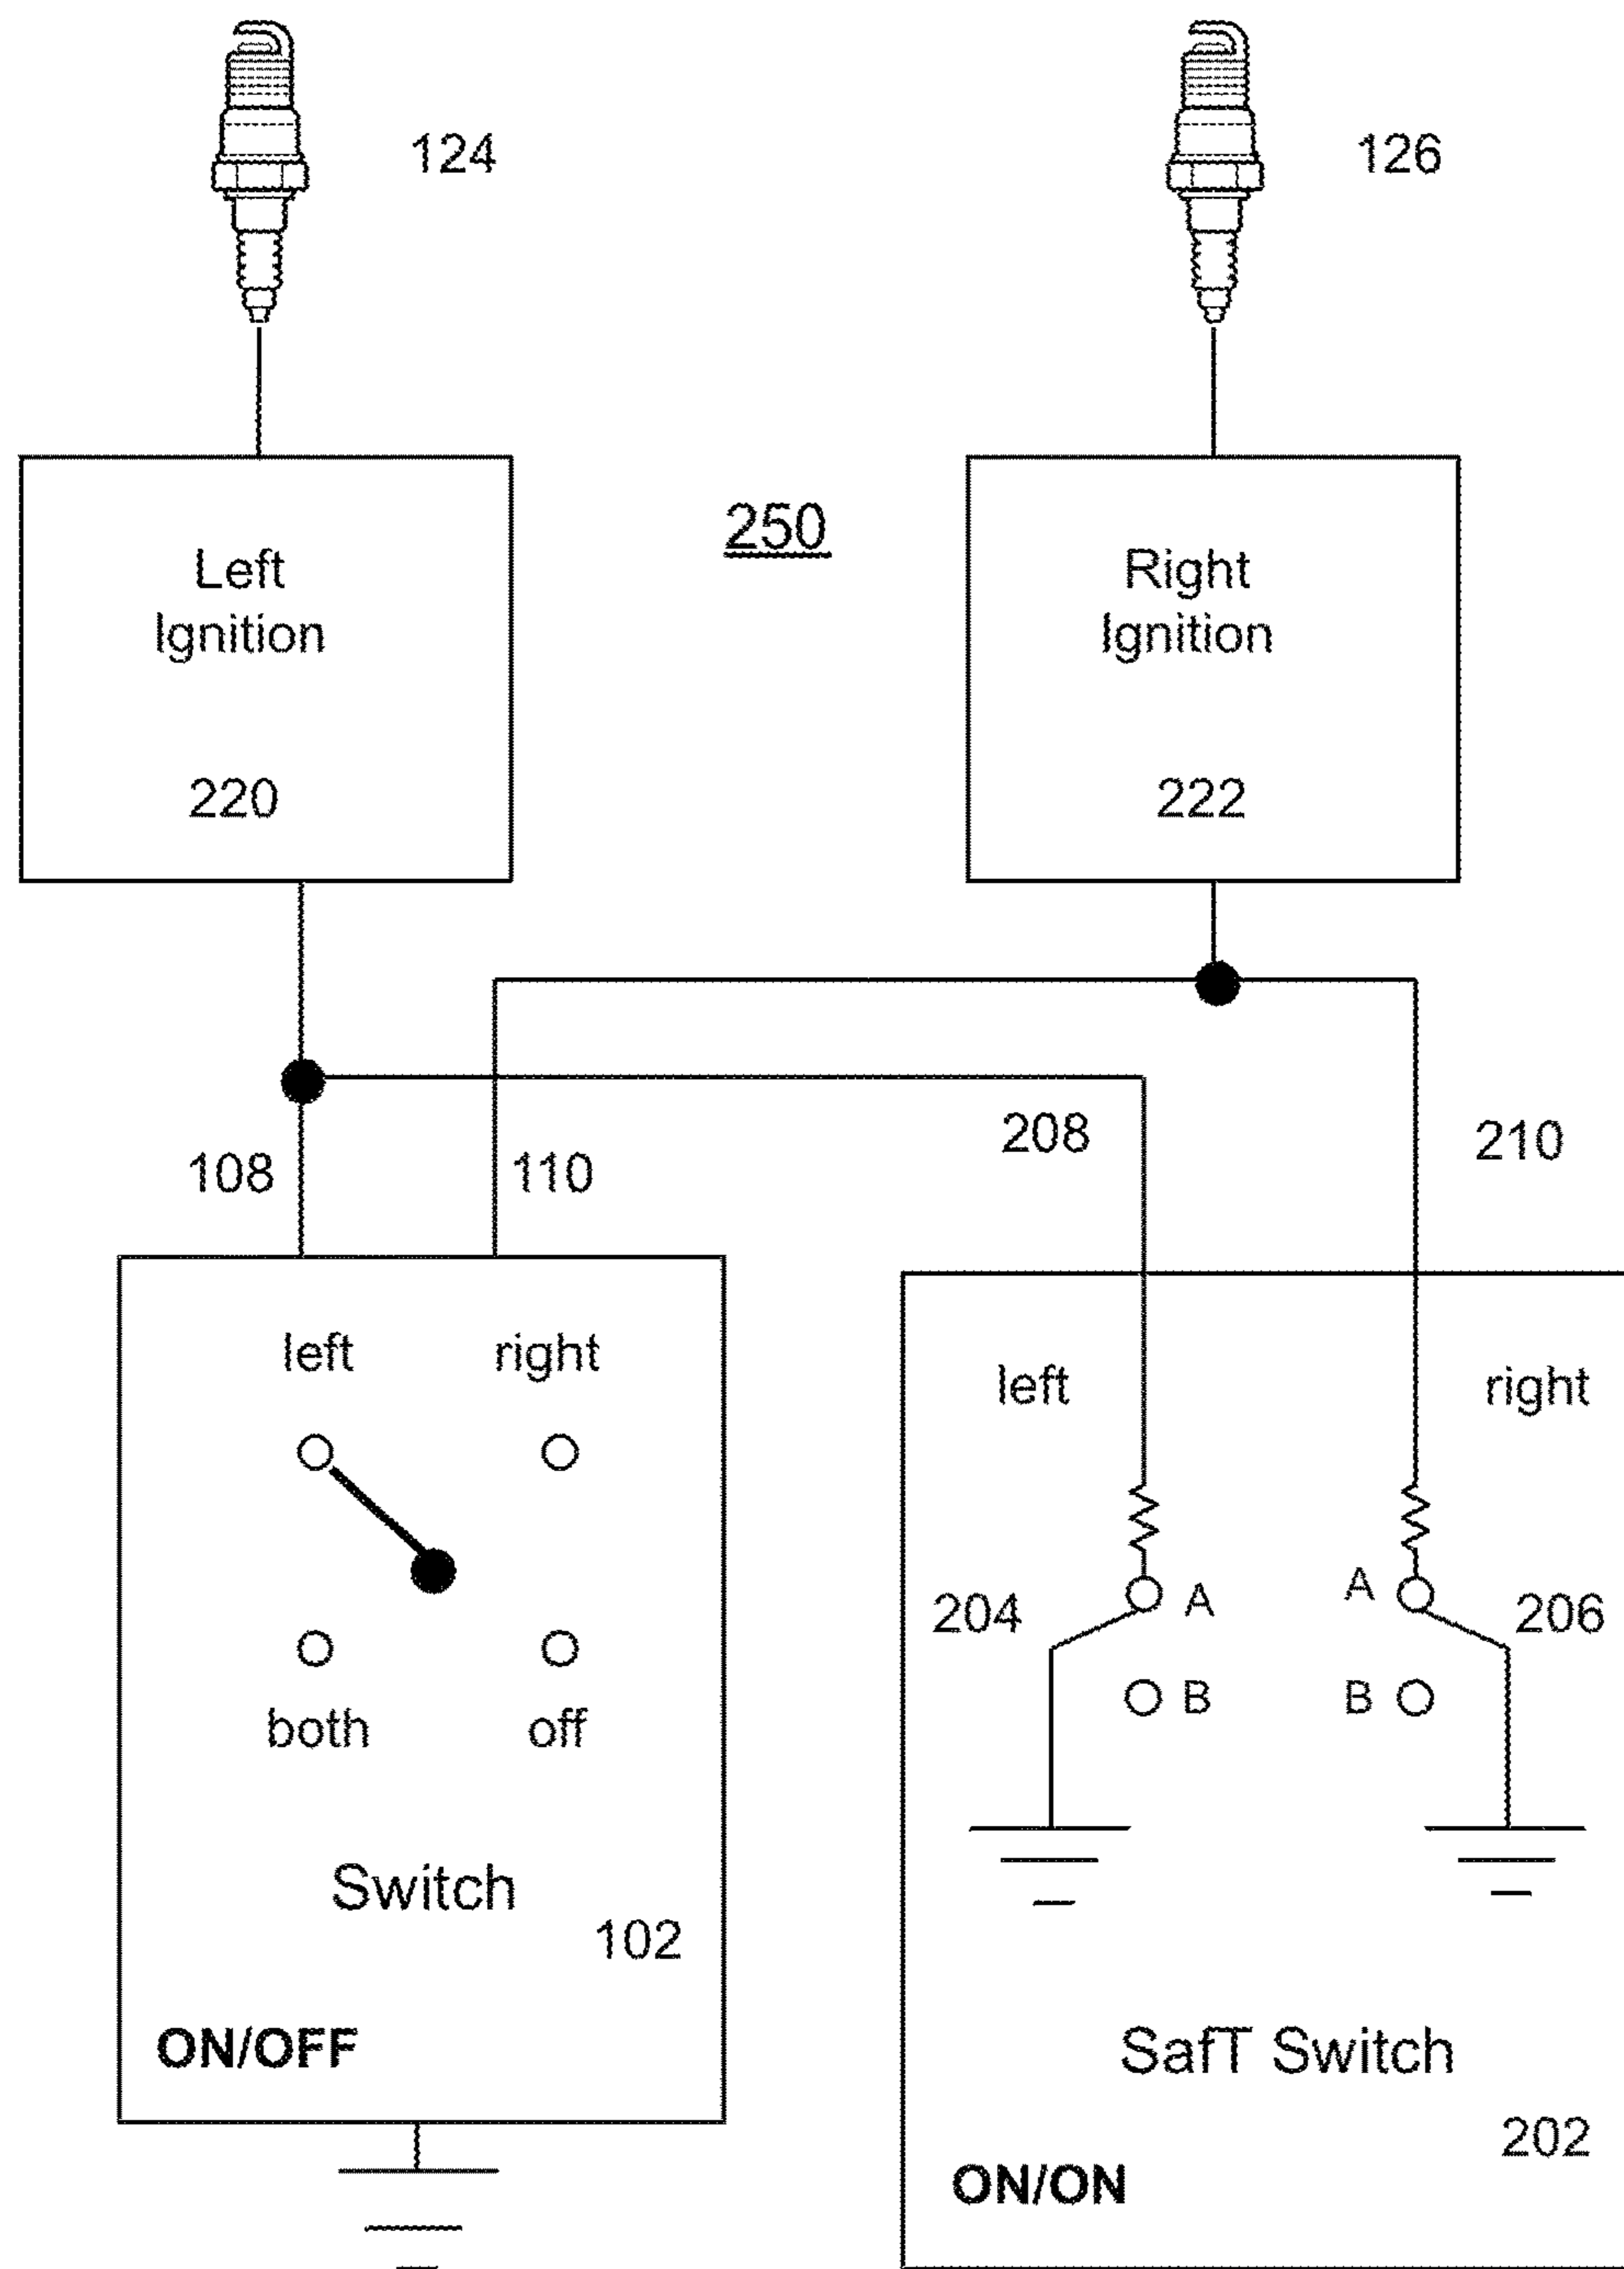 124
126
250
Left
Ignition
220
Right
Ignition
222
108
110
208
210
left
right
both
off
Switch
102
ON/OFF
left
right
204
A
A
206
B
B
SafT Switch
202
ON/ON